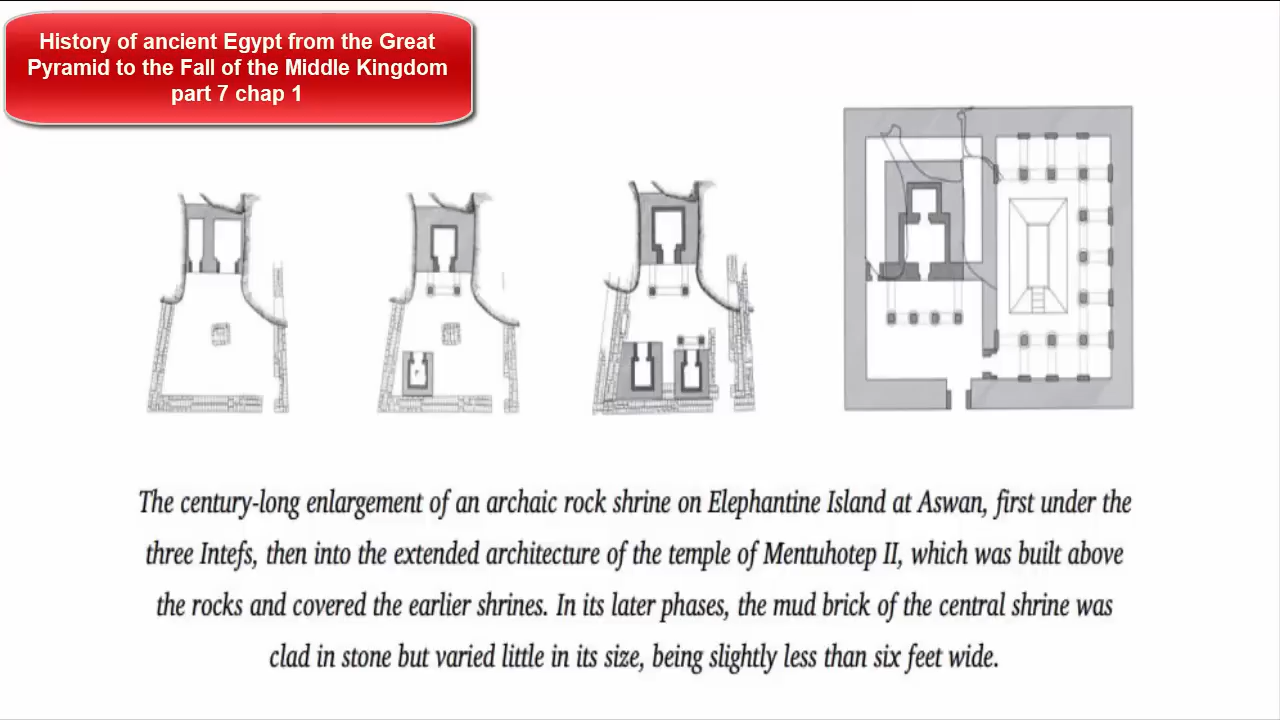 History of ancient Egypt from the Great
Pyramid to the Fall of the Middle Kingdom
part 7 chap 1
The century-long enlargement of an archaic rock shrine on Elephantine Island at Aswan, first under the
three Intefs, then into the extended architecture of the temple of Mentuhotep II, which was built above
the rocks and covered the earlier shrines. In its later phases, the mud brick of the central shrine was
clad in stone but varied little in its size, being slightly less than six feet wide.